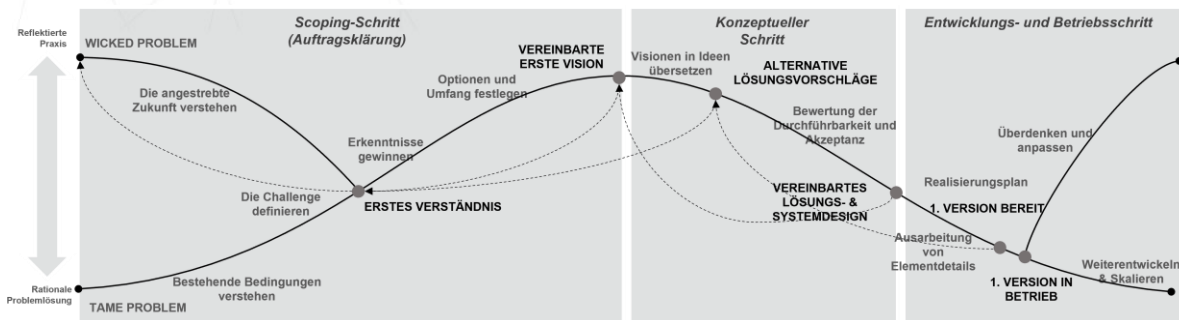 Scoping-Schritt
(Auftragsklärung)
Konzeptueller
Schritt
Entwicklungs- und Betriebsschritt
Reflektierte
Praxis
WICKED PROBLEM
Die angestrebte
Zukunft verstehen
Die Challenge
definieren
Bestehende Bedingungen
verstehen
Rationale
Problemlösung
TAME PROBLEM
Erkenntnisse
gewinnen
ERSTES VERSTÄNDNIS
Optionen und
Umfang festlegen
VEREINBARTE
ERSTE VISION
Visionen in Ideen
übersetzen
ALTERNATIVE
LÖSUNGSVORSCHLÄGE
Bewertung der
Durchführbarkeit und
Akzeptanz
VEREINBARTES
LÖSUNGS- &
SYSTEMDESIGN
Realisierungsplan
1. VERSION BEREIT
Ausarbeitung
von
Elementdetails
1. VERSION IN
BETRIEB
Überdenken und
anpassen
Weiterentwickeln
& Skalieren